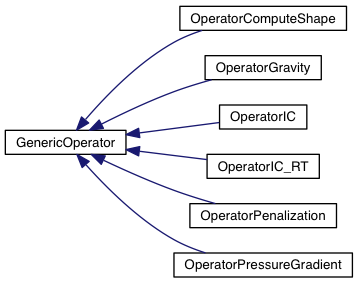 OperatorComputeShape
OperatorGravity
OperatorIC
GenericOperator
OperatorIC_RT
OperatorPenalization
OperatorPressureGradient